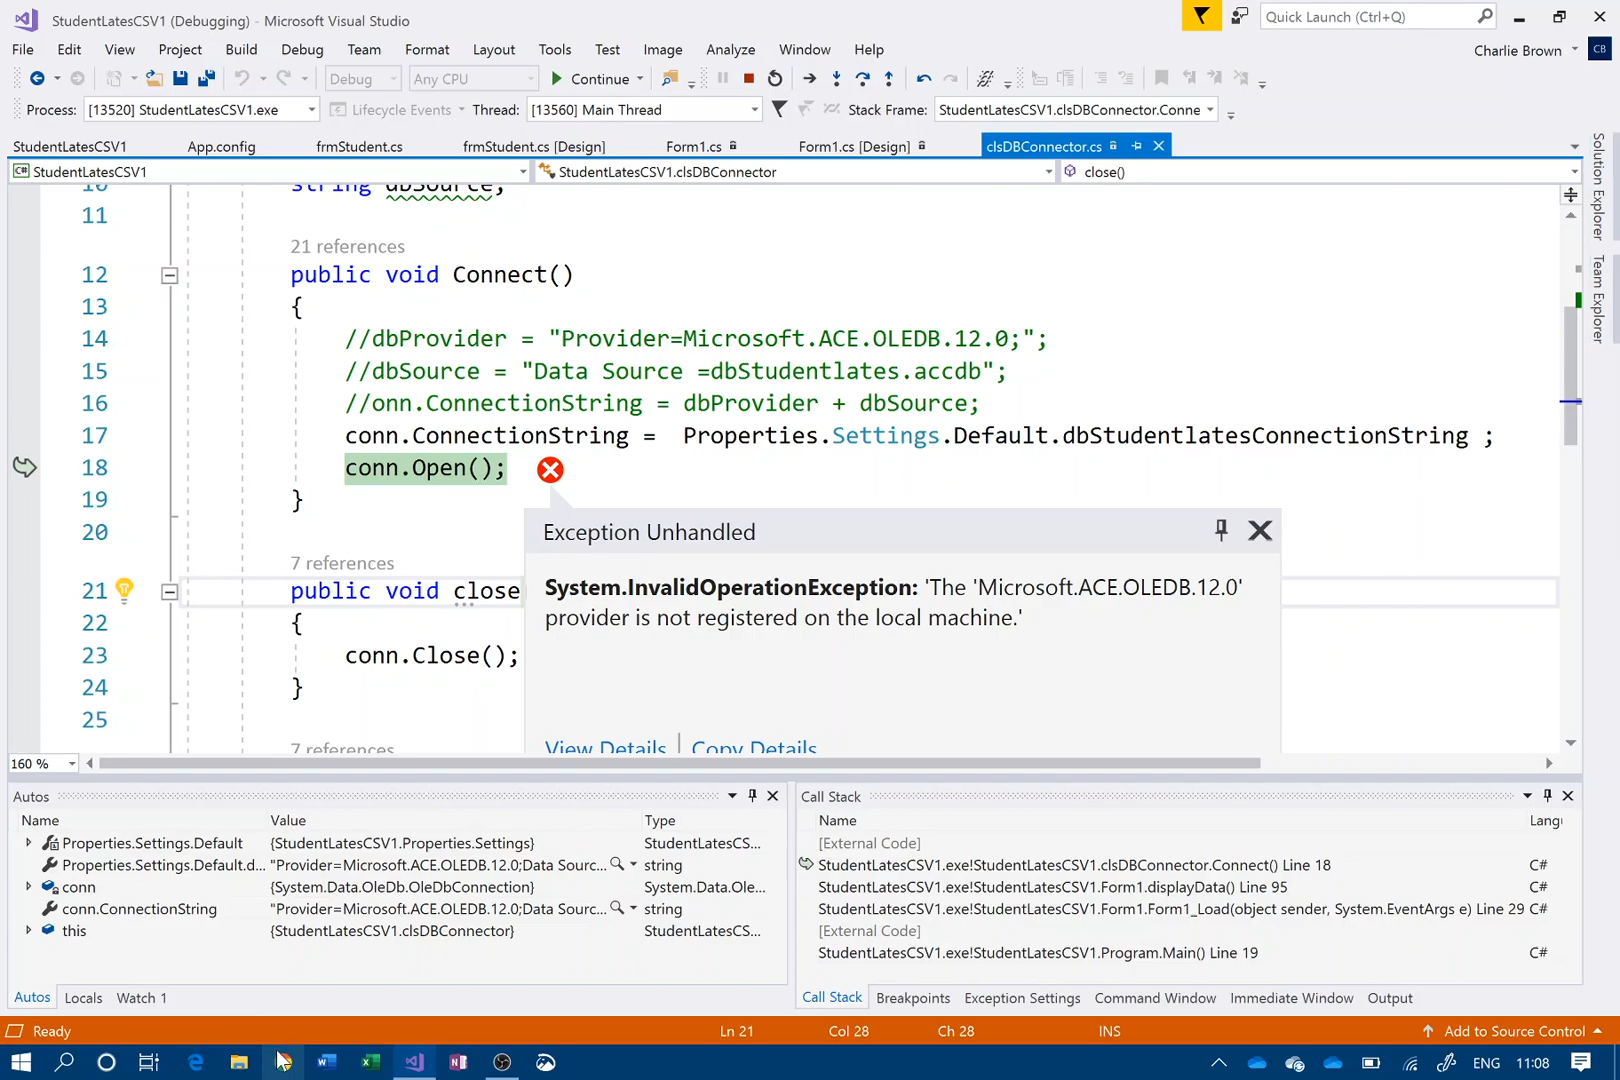 StudentLatesCSV1 (Debugging) - Microsoft Visual Studio
Quick Launch (Ctrl+Q)
File Edit View Project Build Debug Team Format Layout Tools Test Image Analyze Window Help
Charlie Brown CB
Debug Any CPU Continue
Process: [13520] StudentLatesCSV1.exe Lifecycle Events Thread: [13560] Main Thread Stack Frame: StudentLatesCSV1.clsDBConnector.Conne
StudentLatesCSV1 App.config frmStudent.cs frmStudent.cs [Design] Form1.cs Form1.cs [Design] clsDBConnector.cs
C# StudentLatesCSV1 StudentLatesCSV1.clsDBConnector close()
Solution Explorer
Team Explorer
10 string dbSource;
11
21 references
12 public void Connect()
13 {
14 //dbProvider = "Provider=Microsoft.ACE.OLEDB.12.0;";
15 //dbSource = "Data Source =dbStudentlates.accdb";
16 //onn.ConnectionString = dbProvider + dbSource;
17 conn.ConnectionString = Properties.Settings.Default.dbStudentlatesConnectionString ;
18 conn.Open();
19 }
20
7 references
21 public void close
22 {
23 conn.Close();
24 }
25
7 references
Exception Unhandled
System.InvalidOperationException: 'The 'Microsoft.ACE.OLEDB.12.0'
provider is not registered on the local machine.'
View Details | Copy Details
160 %
Autos
Name Value Type
Properties.Settings.Default {StudentLatesCSV1.Properties.Settings} StudentLatesCS...
Properties.Settings.Default.d... "Provider=Microsoft.ACE.OLEDB.12.0;Data Sourc... string
conn {System.Data.OleDb.OleDbConnection} System.Data.Ole...
conn.ConnectionString "Provider=Microsoft.ACE.OLEDB.12.0;Data Sourc... string
this {StudentLatesCSV1.clsDBConnector} StudentLatesCS...
Autos Locals Watch 1
Call Stack
Name Langu
[External Code]
StudentLatesCSV1.exe!StudentLatesCSV1.clsDBConnector.Connect() Line 18 C#
StudentLatesCSV1.exe!StudentLatesCSV1.Form1.displayData() Line 95 C#
StudentLatesCSV1.exe!StudentLatesCSV1.Form1.Form1_Load(object sender, System.EventArgs e) Line 29 C#
[External Code]
StudentLatesCSV1.exe!StudentLatesCSV1.Program.Main() Line 19 C#
Call Stack Breakpoints Exception Settings Command Window Immediate Window Output
Ready Ln 21 Col 28 Ch 28 INS Add to Source Control
ENG 11:08